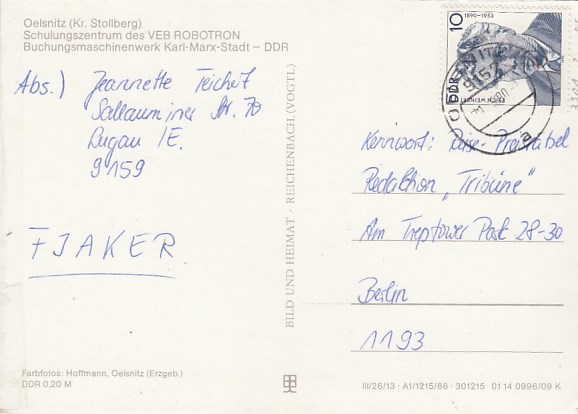 Oelsnitz (Kr. Stollberg)
Schulungszentrum des VEB ROBOTRON
Buchungsmaschinenwerk Karl-Marx-Stadt – DDR
Abs.) Jeannette
Str. 70
Lugau /E.
9159
FIAKER
Farbfotos: Hoffmann, Oelsnitz (Erzgeb.)
DDR 0,20 M
BILD UND HEIMAT · REICHENBACH (VOGTL)
10
1890-1953
DDR
Kennwort: Reise-Preisrätsel
Redaktion „Tribüne"
Am Treptower Park 28-30
Berlin
1193
III/26/13 · A1/1215/86 · 301215 01 14 0996/09 K